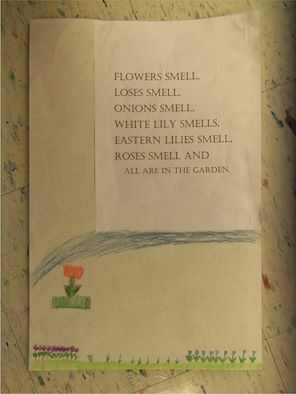 FLOWERS SMELL,
LOSES SMELL,
ONIONS SMELL,
WHITE LILY SMELLS,
EASTERN LILIES SMELL,
ROSES SMELL AND
ALL ARE IN THE GARDEN.